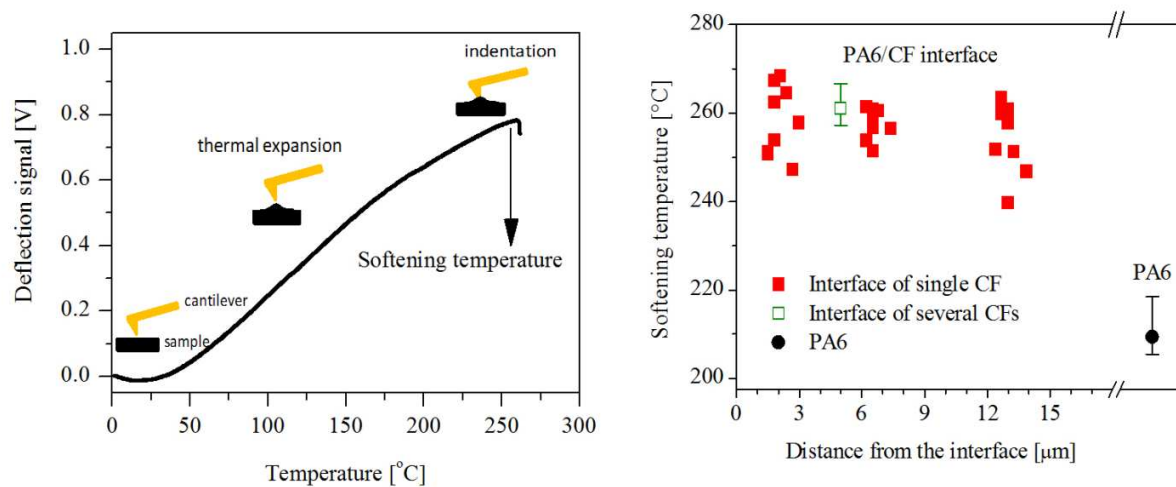 1.0
0.8
0.6
0.4
0.2
0.0
Deflection signal [V]
indentation
thermal expansion
Softening temperature
cantilever
sample
0 50 100 150 200 250 300
Temperature [°C]
280
260
240
220
200
Softening temperature [°C]
PA6/CF interface
PA6
Interface of single CF
Interface of several CFs
PA6
0 3 6 9 12 15
Distance from the interface [μm]